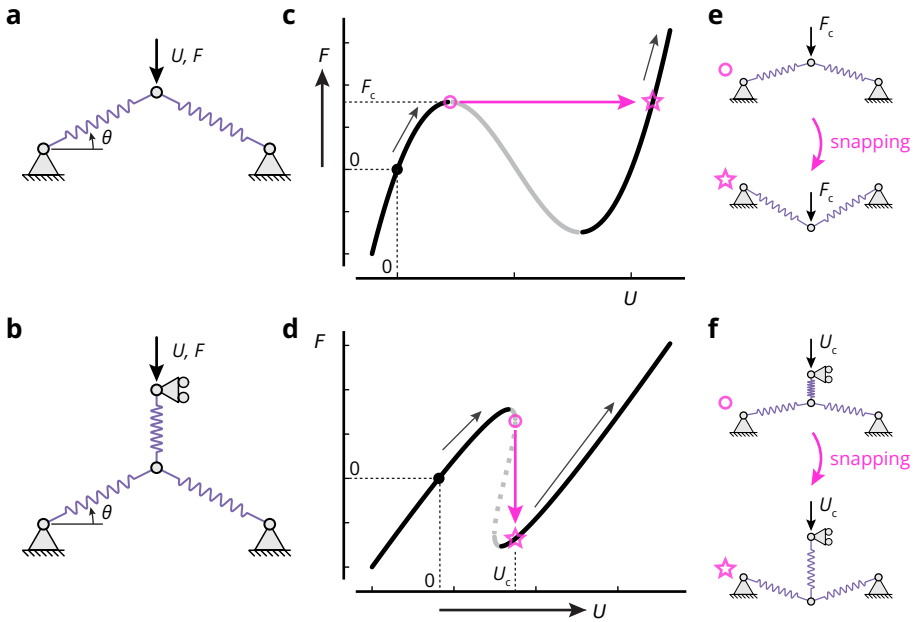 a
U, F
θ
b
U, F
θ
c
F
F_c
0
0
U
d
F
0
0
U_c
U
e
F_c
snapping
F_c
f
U_c
snapping
U_c